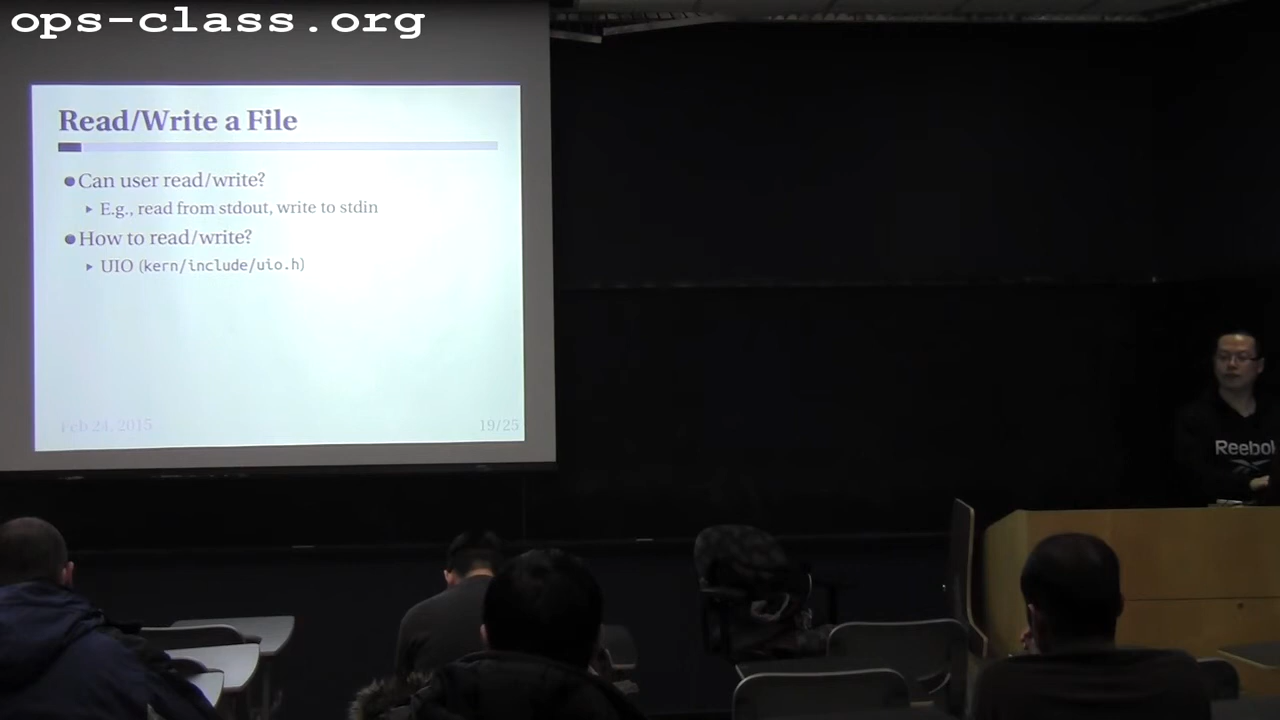 ops-class.org
Read/Write a File
Can user read/write?
E.g., read from stdout, write to stdin
How to read/write?
UIO (kern/include/uio.h)
Feb 24, 2015
19/25
Reebok